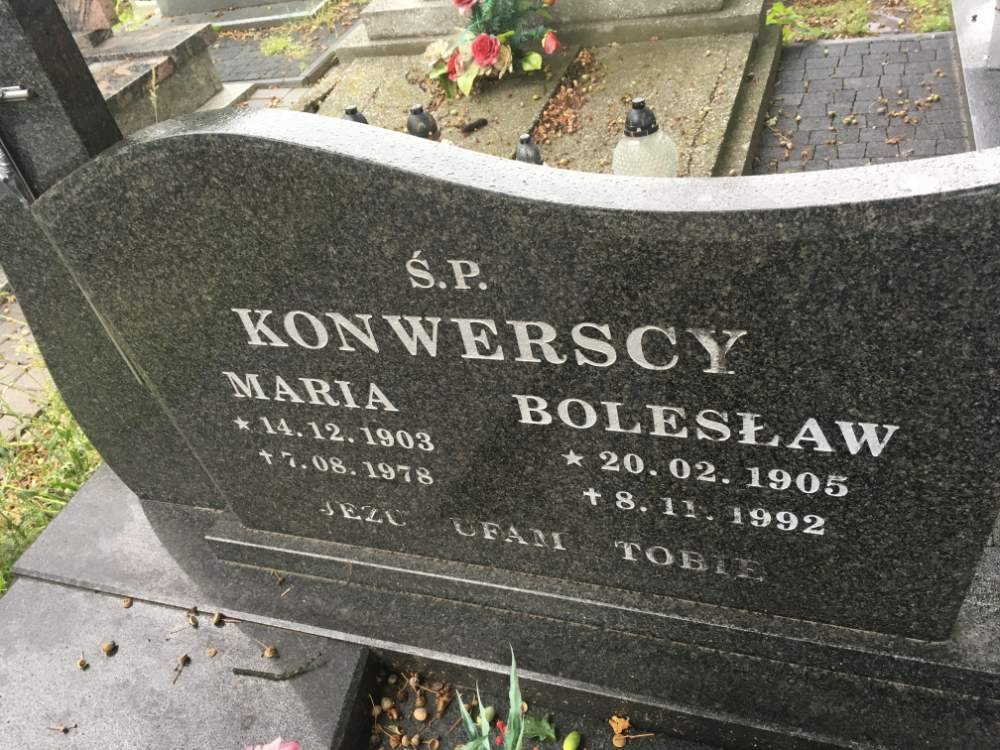 Ś.P.
KONWERSCY
MARIA
* 14.12.1903
† 7.08.1978
BOLESŁAW
* 20.02.1905
† 8.11.1992
JEZU UFAM TOBIE